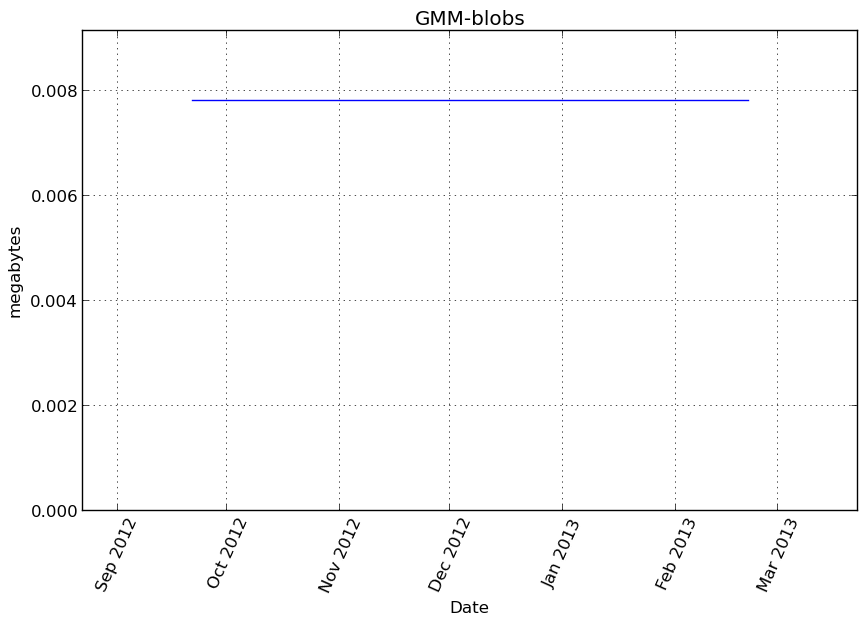 GMM-blobs
0.008
0.006
0.004
0.002
0.000
megabytes
Sep 2012
Oct 2012
Nov 2012
Dec 2012
Jan 2013
Feb 2013
Mar 2013
Date